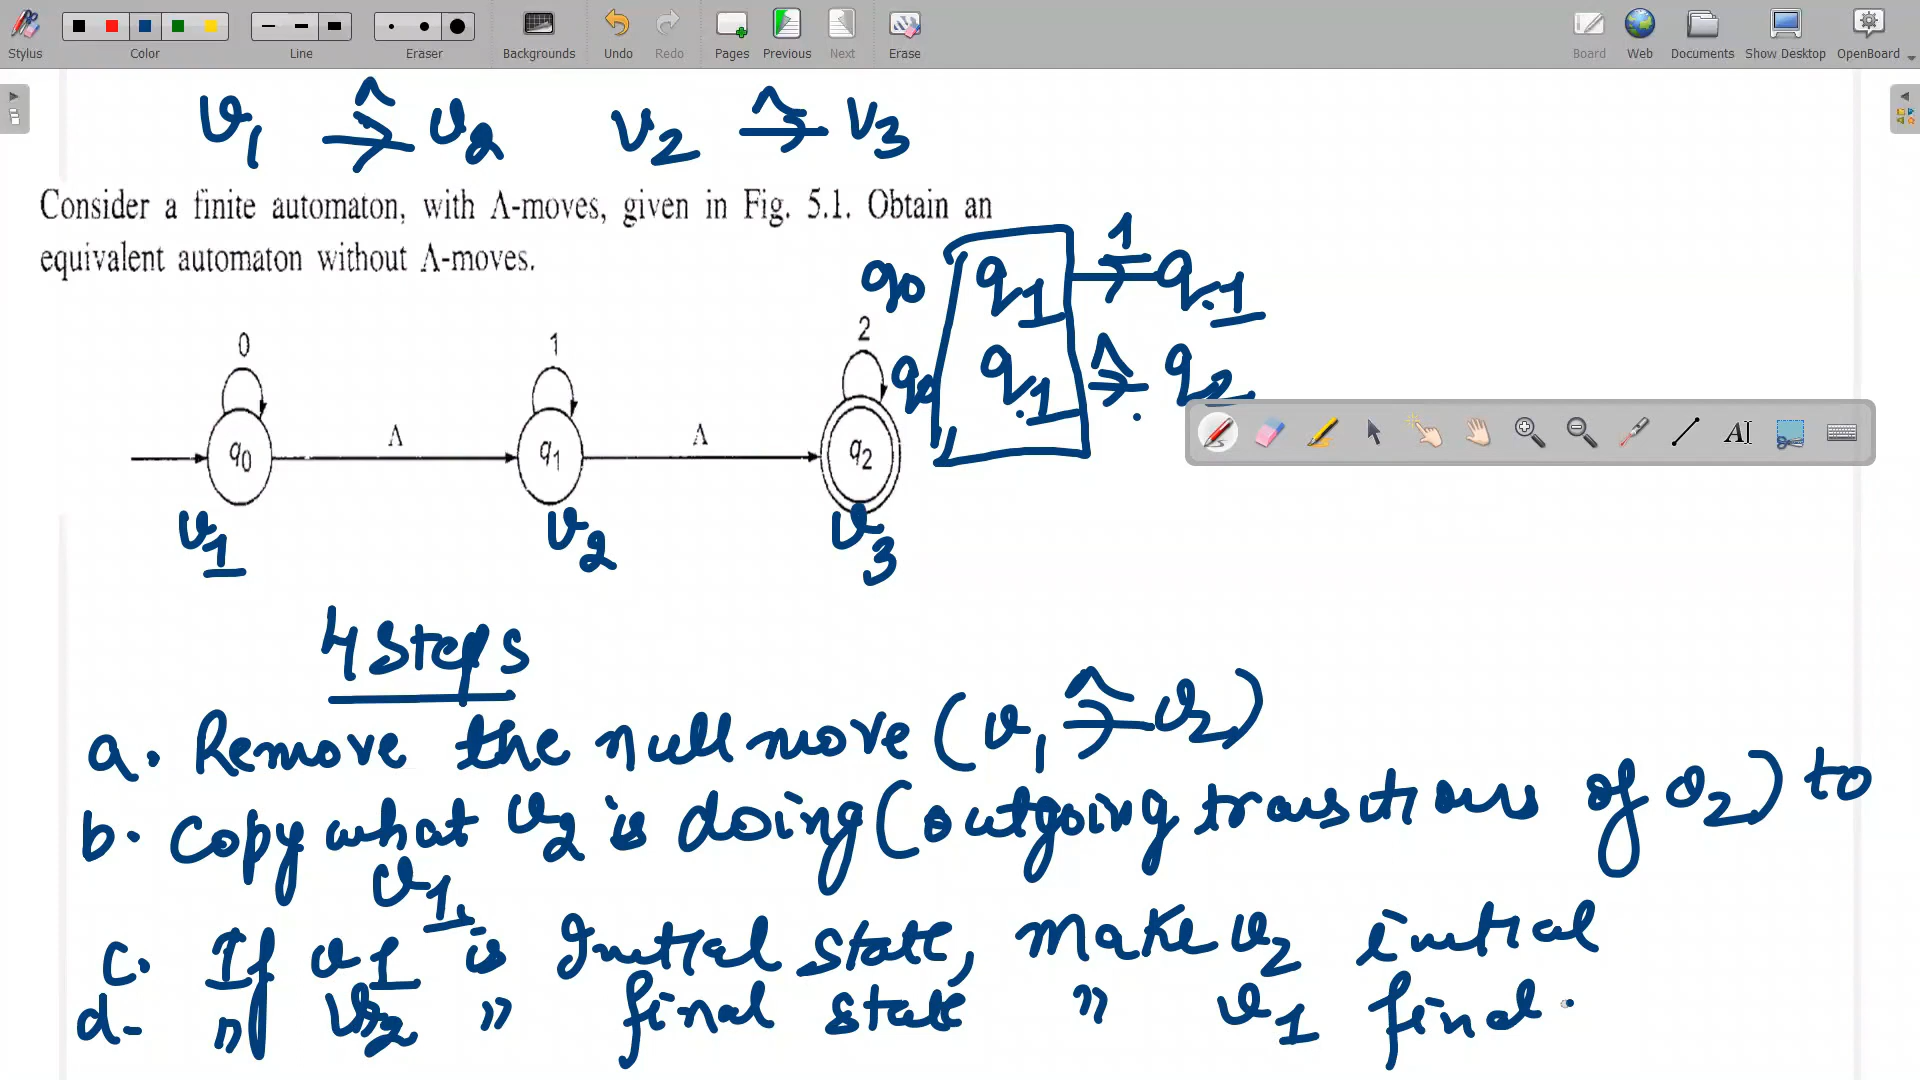 Stylus Color Line Eraser Backgrounds Undo Redo Pages Previous Next Erase Board Web Documents Show Desktop OpenBoard
v1 Λ→ v2 v2 Λ→ v3
Consider a finite automaton, with Λ-moves, given in Fig. 5.1. Obtain an
equivalent automaton without Λ-moves.
q0 q1 1→ q1
q0 q1 Λ→ q2
0 1 2
Λ Λ
q0 q1 q2
v1 v2 v3
4 Steps
a. Remove the null move (v1 Λ→ v2)
b. Copy what v2 is doing (outgoing transitions of v2) to
v1.
c. If v1 is Initial state, make v2 initial
d. " v2 " final state " v1 final.